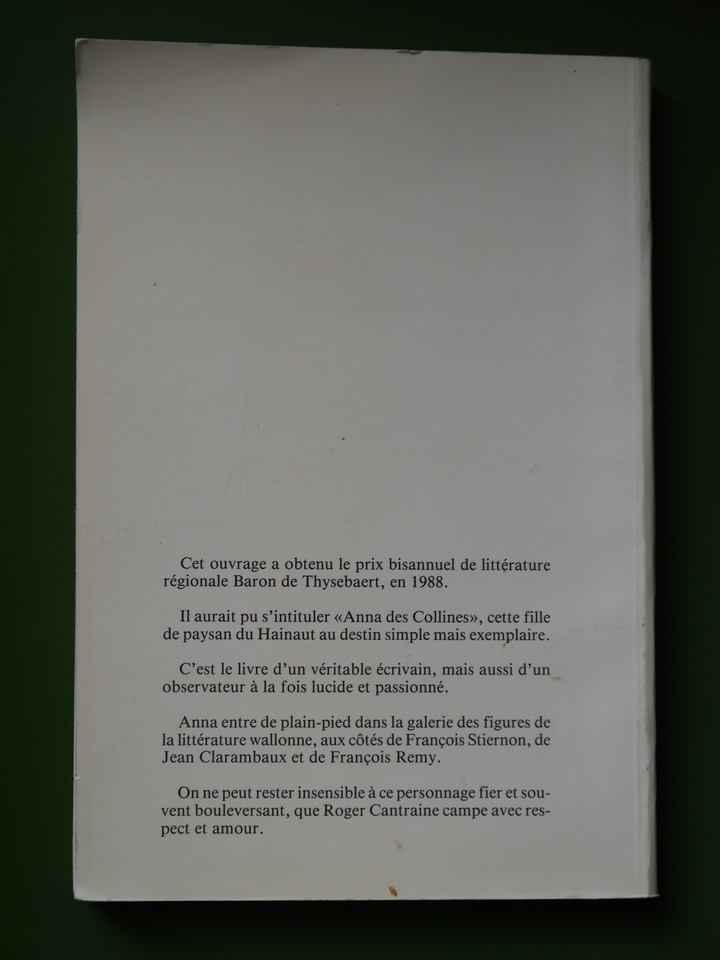 Cet ouvrage a obtenu le prix bisannuel de littérature
régionale Baron de Thysebaert, en 1988.
Il aurait pu s'intituler «Anna des Collines», cette fille
de paysan du Hainaut au destin simple mais exemplaire.
C'est le livre d'un véritable écrivain, mais aussi d'un
observateur à la fois lucide et passionné.
Anna entre de plain-pied dans la galerie des figures de
la littérature wallonne, aux côtés de François Stiernon, de
Jean Clarambaux et de François Remy.
On ne peut rester insensible à ce personnage fier et sou-
vent bouleversant, que Roger Cantraine campe avec res-
pect et amour.